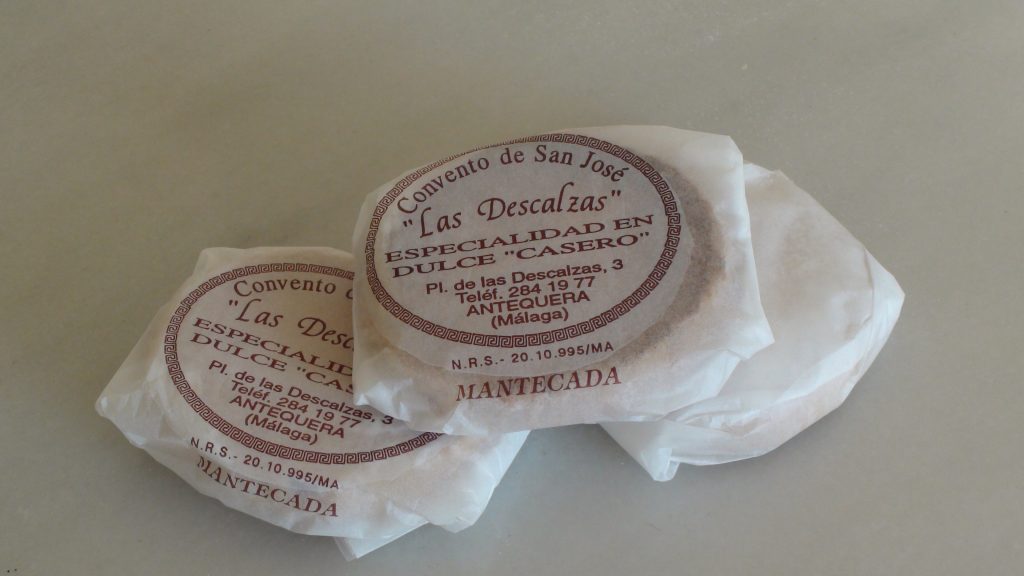 Convento de San José
"Las Descalzas"
ESPECIALIDAD EN
DULCE "CASERO"
Pl. de las Descalzas, 3
Teléf. 284 19 77
ANTEQUERA
(Málaga)
N.R.S.- 20.10.995/MA
MANTECADA
Convento
"Las
ESPECIALID
DULCE "CAS
Pl. de las Descalzas, 3
Teléf. 284 19 77
ANTEQUERA
(Málaga)
N.R.S.- 20.10.995/MA
MANTECADA